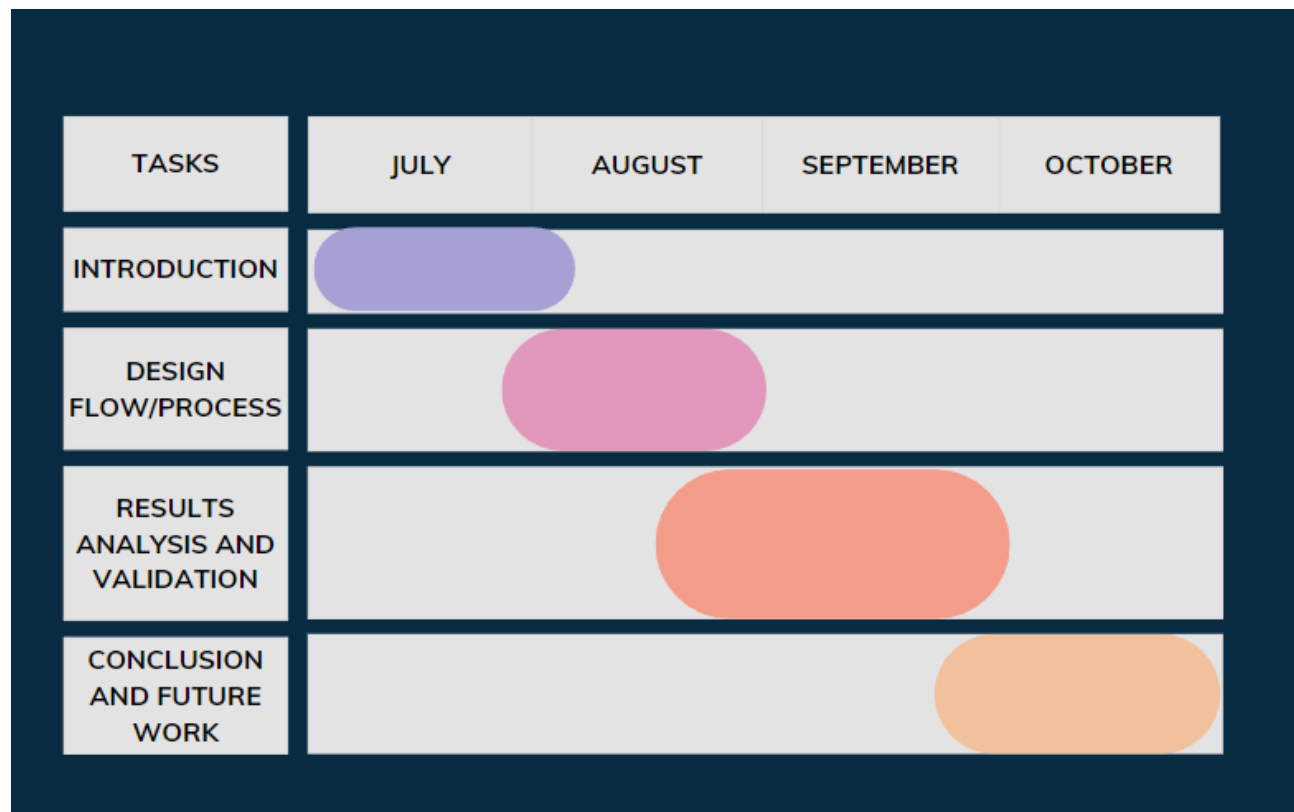 TASKS
JULY
AUGUST
SEPTEMBER
OCTOBER
INTRODUCTION
DESIGN
FLOW/PROCESS
RESULTS
ANALYSIS AND
VALIDATION
CONCLUSION
AND FUTURE
WORK